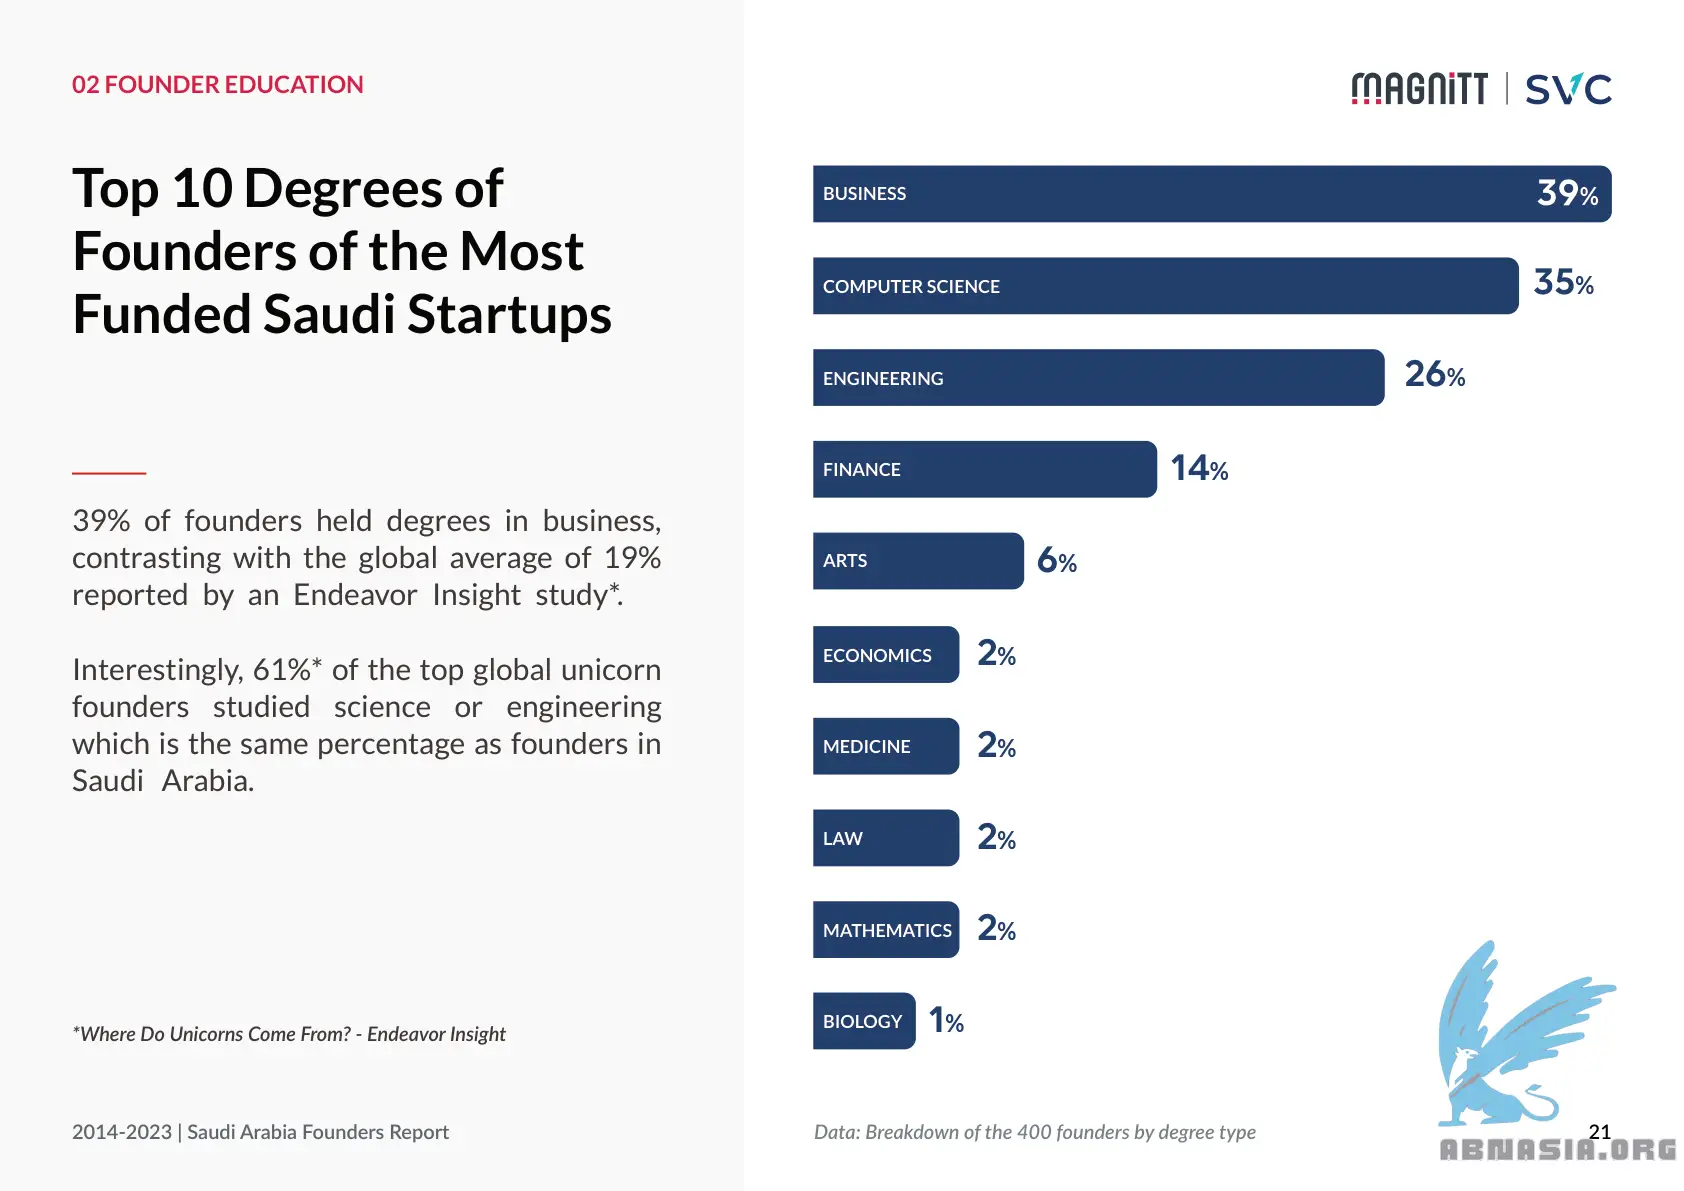 02 FOUNDER EDUCATION
MAGNiTT | SVC
Top 10 Degrees of
Founders of the Most
Funded Saudi Startups
39% of founders held degrees in business,
contrasting with the global average of 19%
reported by an Endeavor Insight study*.
Interestingly, 61%* of the top global unicorn
founders studied science or engineering
which is the same percentage as founders in
Saudi Arabia.
*Where Do Unicorns Come From? - Endeavor Insight
2014-2023 | Saudi Arabia Founders Report
BUSINESS 39%
COMPUTER SCIENCE 35%
ENGINEERING 26%
FINANCE 14%
ARTS 6%
ECONOMICS 2%
MEDICINE 2%
LAW 2%
MATHEMATICS 2%
BIOLOGY 1%
Data: Breakdown of the 400 founders by degree type
21
ABNASIA.ORG